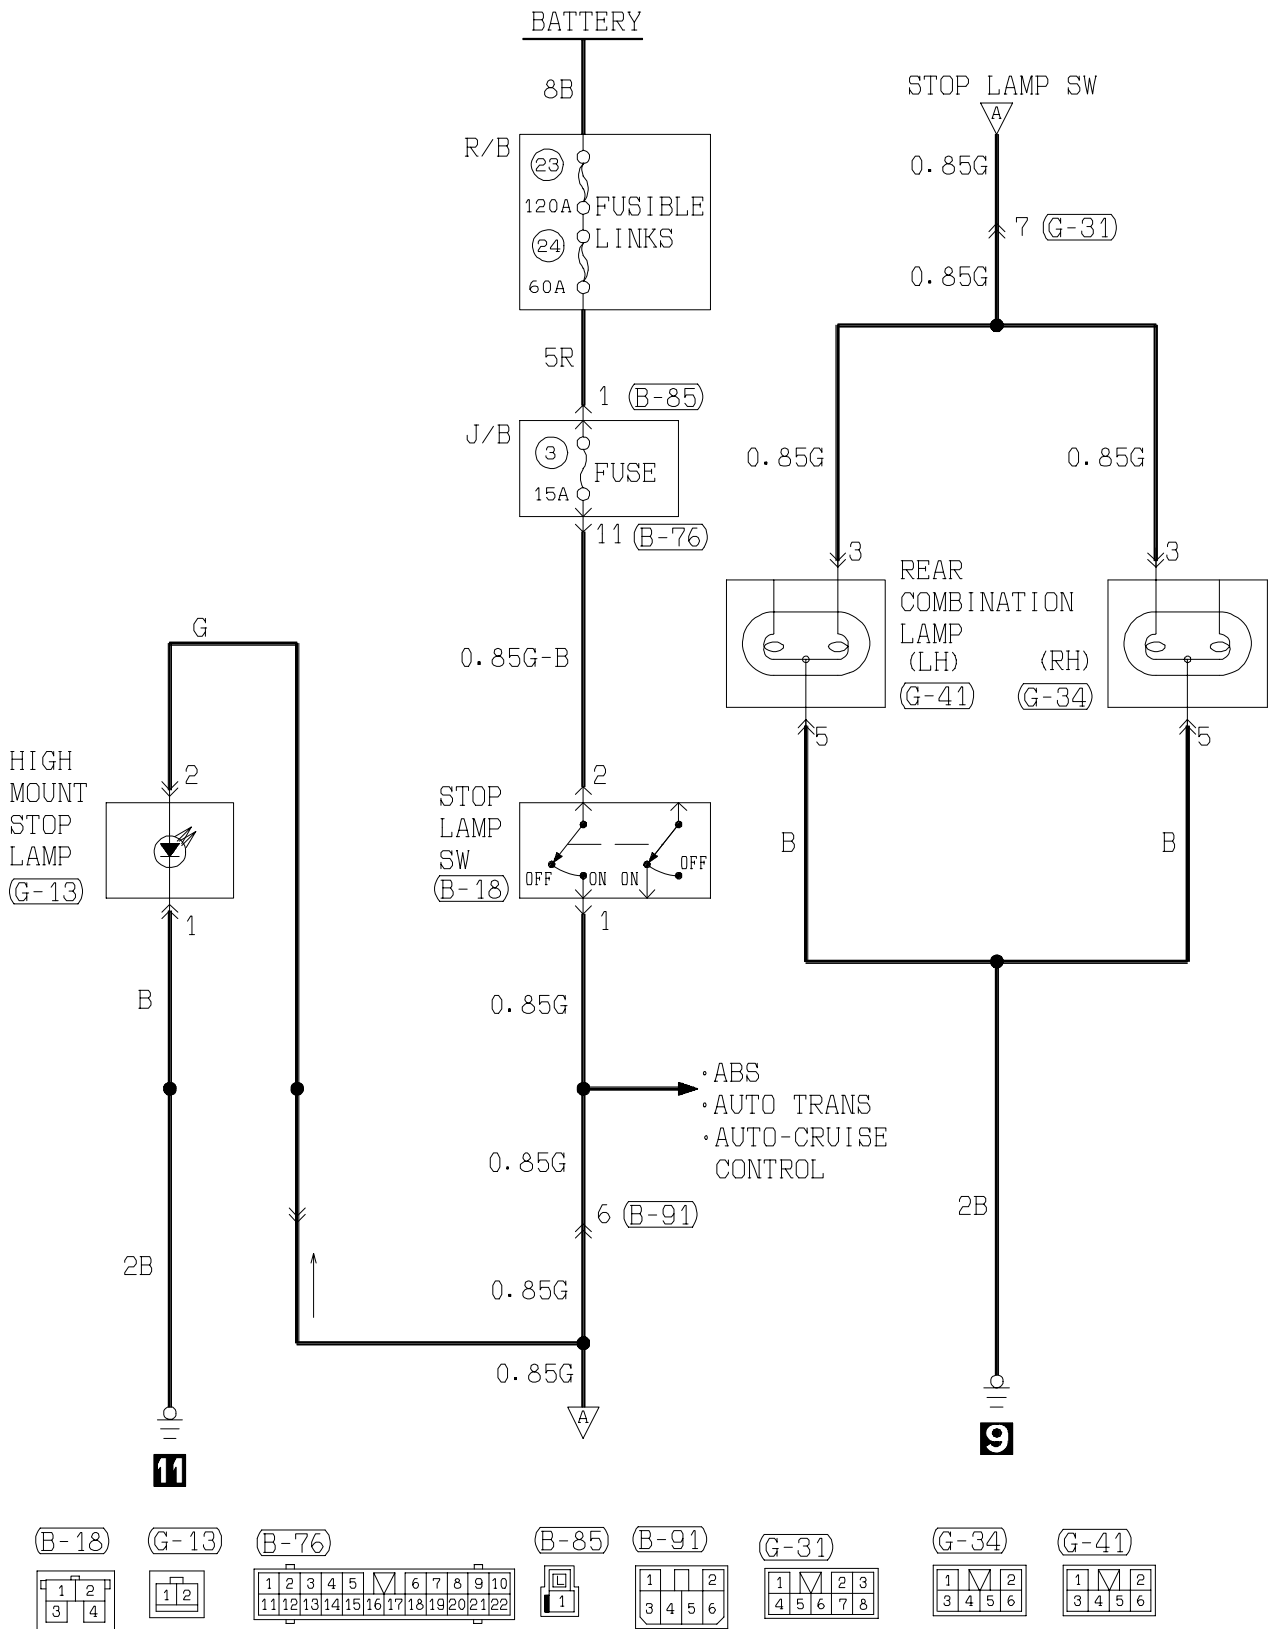 BATTERY
8B
R/B
23
120A
FUSIBLE
LINKS
24
60A
5R
1 (B-85)
J/B
3
FUSE
15A
11 (B-76)
0.85G-B
2
STOP
LAMP
SW
(B-18)
OFF
ON
ON
OFF
1
0.85G
·ABS
·AUTO TRANS
·AUTO-CRUISE
CONTROL
0.85G
6 (B-91)
0.85G
0.85G
A
G
HIGH
MOUNT
STOP
LAMP
(G-13)
2
1
B
2B
11
STOP LAMP SW
A
0.85G
7 (G-31)
0.85G
0.85G
0.85G
3
3
REAR
COMBINATION
LAMP
(LH)
(G-41)
(RH)
(G-34)
5
5
B
B
2B
9
(B-18)
1 2
3 4
(G-13)
1 2
(B-76)
1 2 3 4 5 6 7 8 9 10
11 12 13 14 15 16 17 18 19 20 21 22
(B-85)
1
(B-91)
1 2
3 4 5 6
(G-31)
1 2 3
4 5 6 7 8
(G-34)
1 2
3 4 5 6
(G-41)
1 2
3 4 5 6